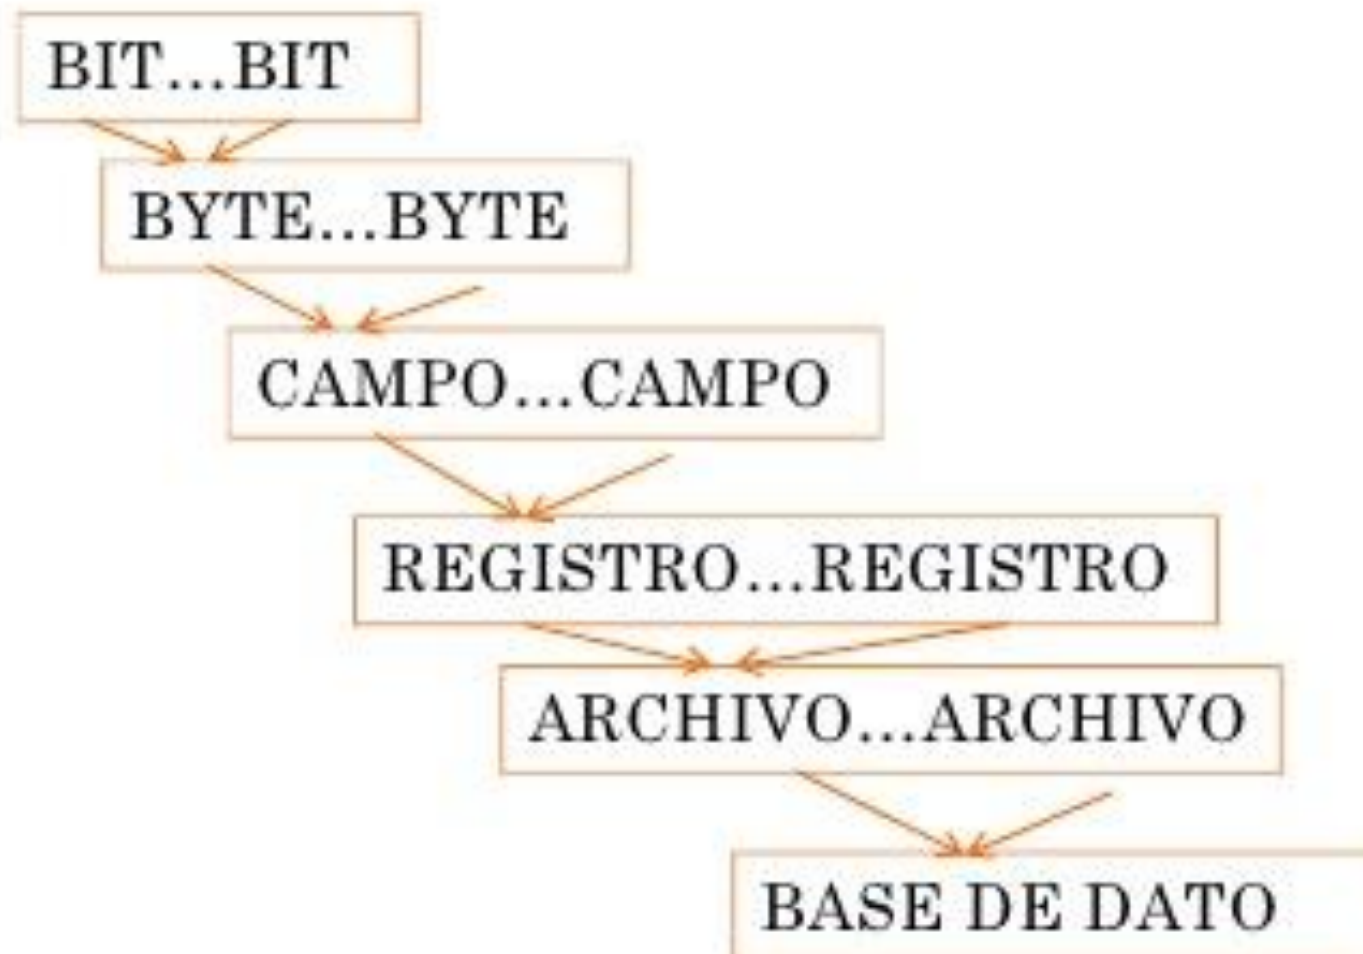 BIT...BIT
BYTE...BYTE
CAMPO...CAMPO
REGISTRO...REGISTRO
ARCHIVO...ARCHIVO
BASE DE DATO